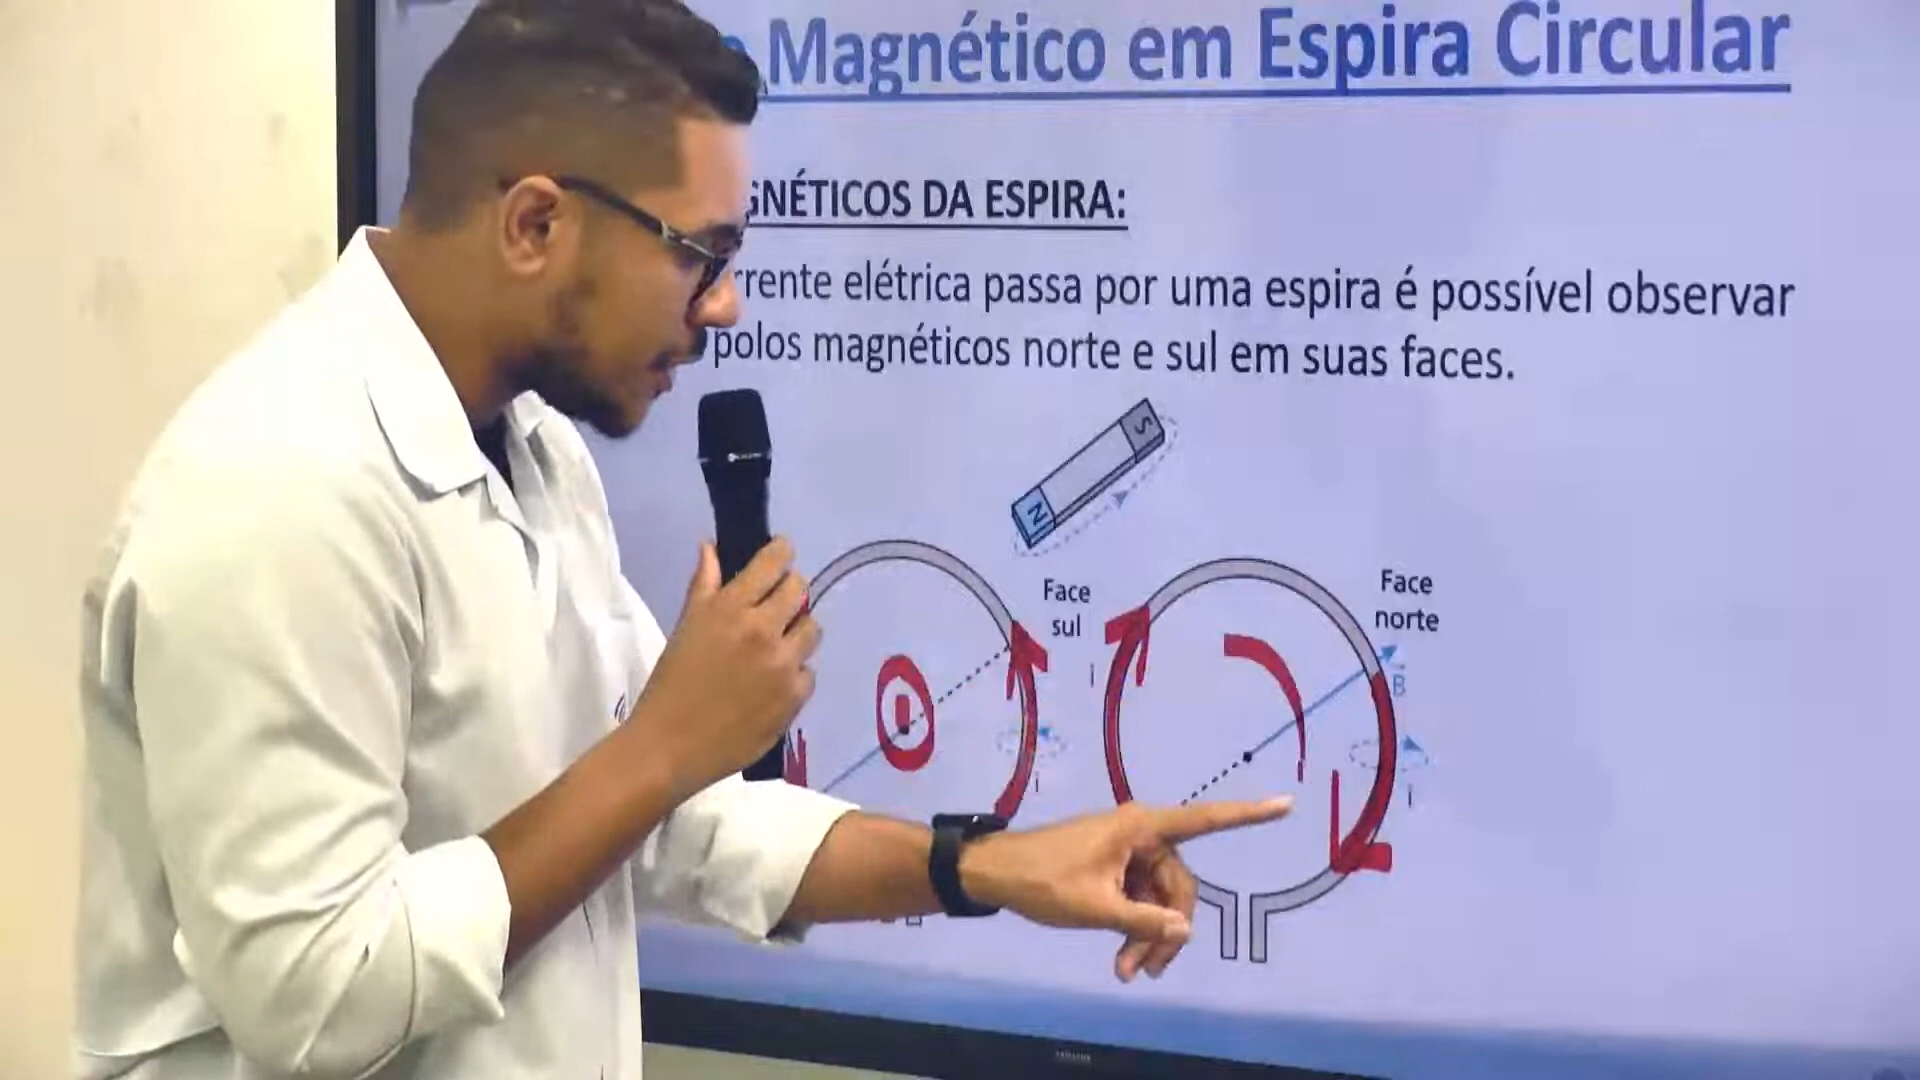 Magnético em Espira Circular
GNÉTICOS DA ESPIRA:
rrente elétrica passa por uma espira é possível observar
polos magnéticos norte e sul em suas faces.
S
N
Face
sul
Face
norte
i
B
i
i